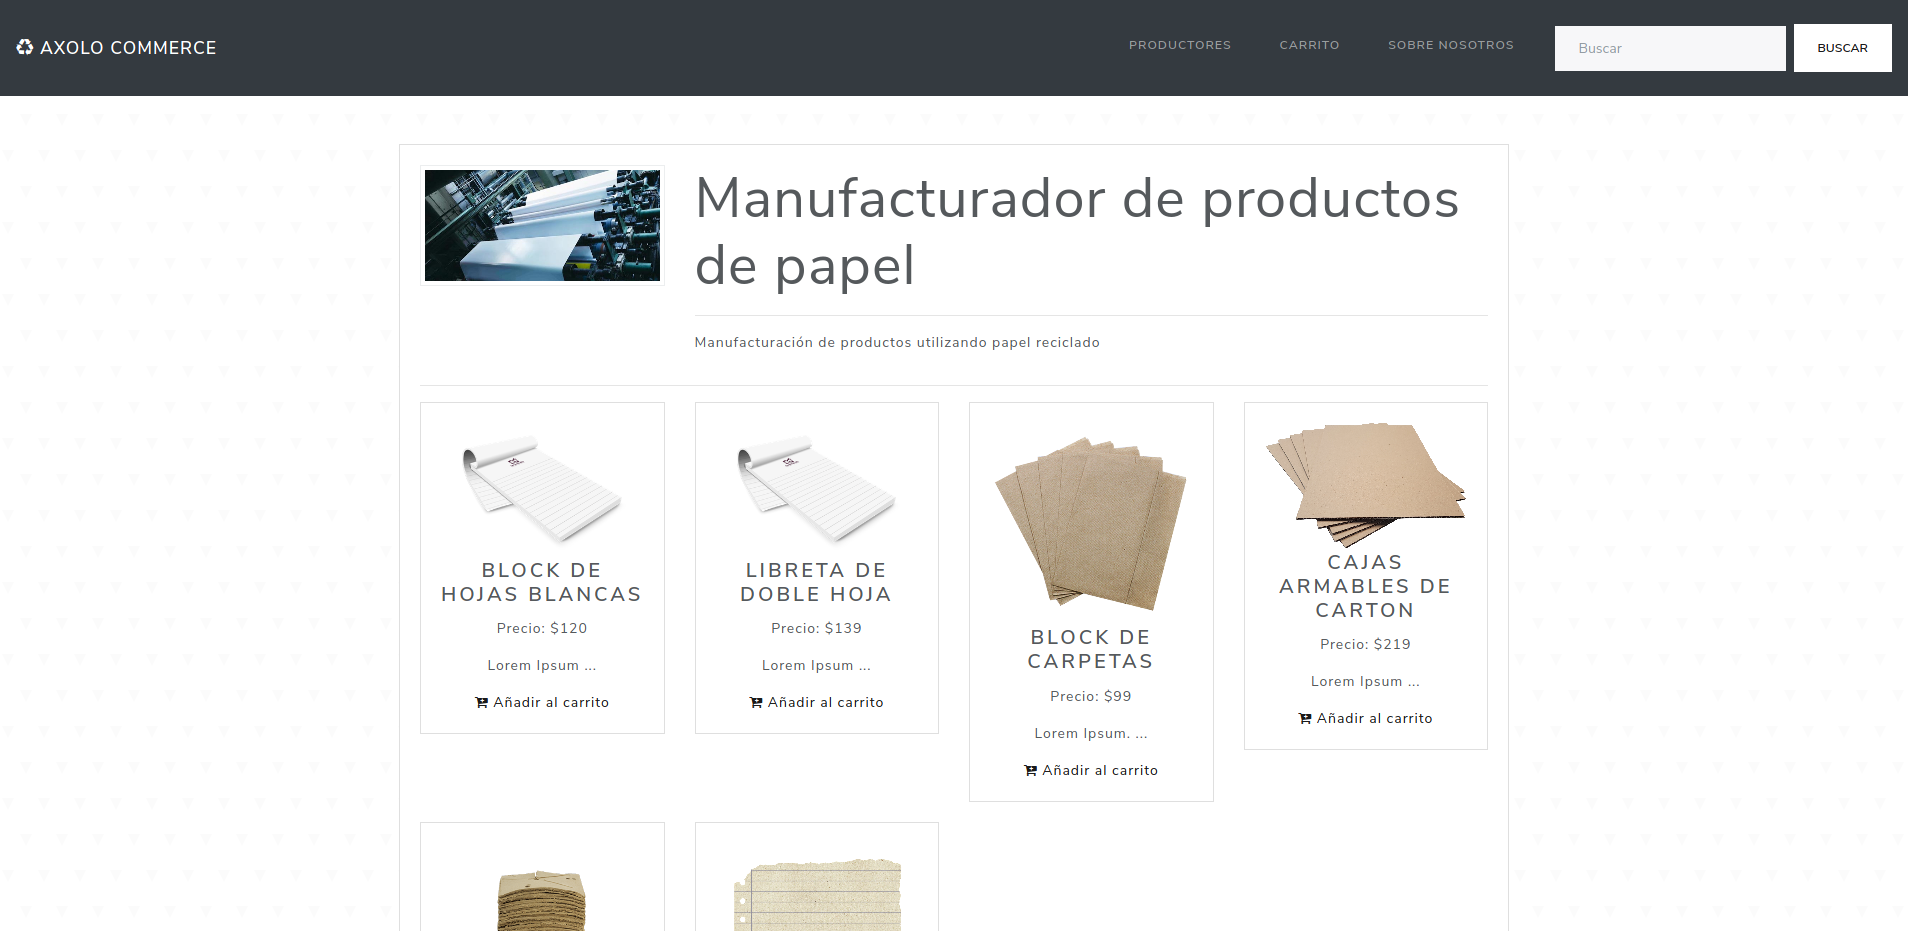 AXOLO COMMERCE
PRODUCTORES
CARRITO
SOBRE NOSOTROS
Buscar
BUSCAR
Manufacturador de productos
de papel
Manufacturación de productos utilizando papel reciclado
BLOCK DE
HOJAS BLANCAS
Precio: $120
Lorem Ipsum ...
Añadir al carrito
LIBRETA DE
DOBLE HOJA
Precio: $139
Lorem Ipsum ...
Añadir al carrito
BLOCK DE
CARPETAS
Precio: $99
Lorem Ipsum. ...
Añadir al carrito
CAJAS
ARMABLES DE
CARTON
Precio: $219
Lorem Ipsum ...
Añadir al carrito